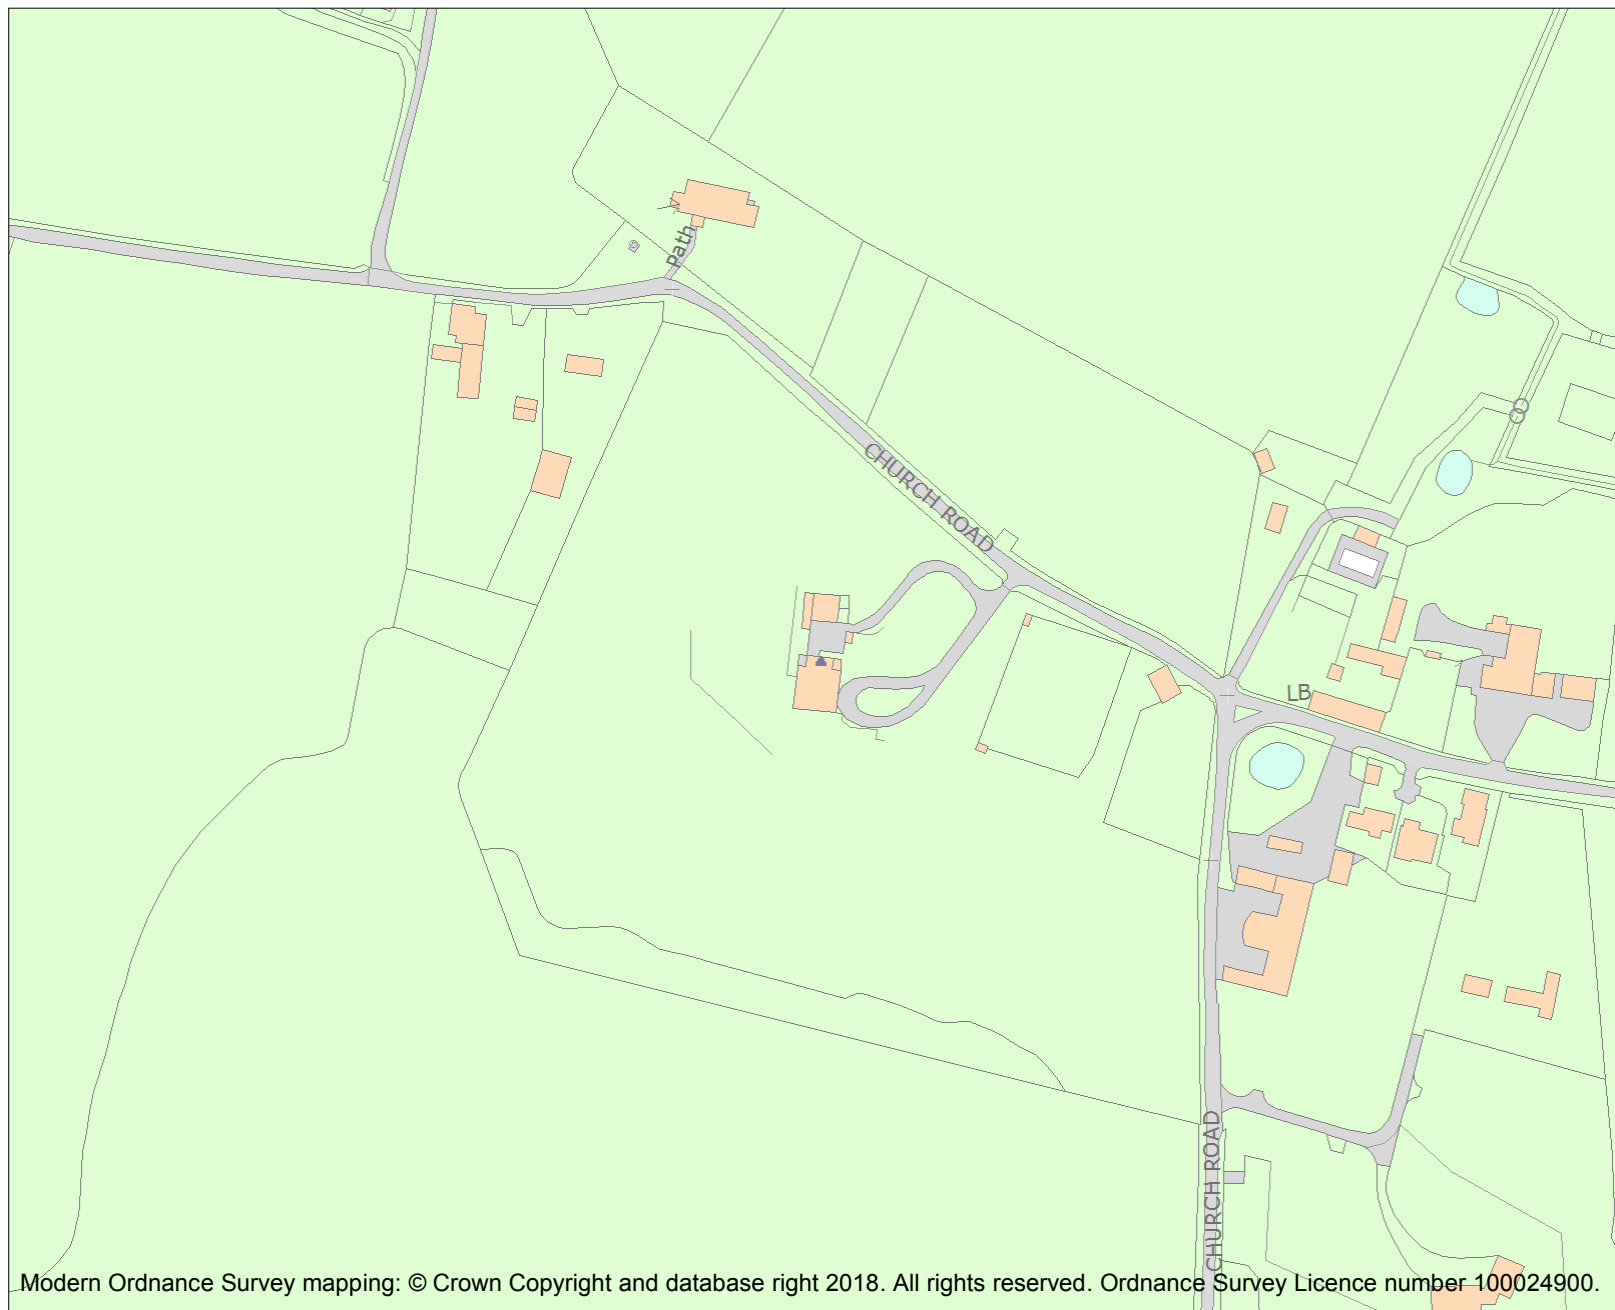 Path
CHURCH ROAD
LB
CHURCH ROAD
Modern Ordnance Survey mapping: © Crown Copyright and database right 2018. All rights reserved. Ordnance Survey Licence number 100024900.